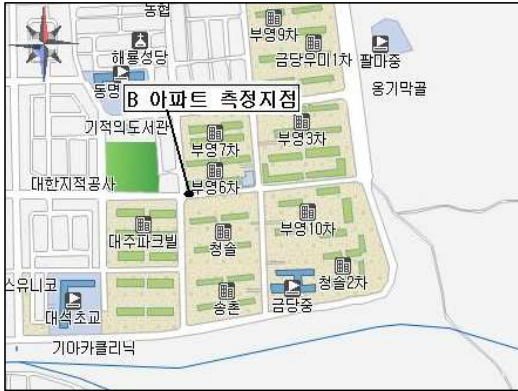 농협
부영9차
해룡성당
금당우미1차
팔마중
동명
B 아파트 측정지점
옹기막골
기적의도서관
부영7차
부영3차
대한지적공사
부영6차
대주파크빌
청솔
부영10차
스유니코
청솔2차
대석초교
송촌
금당중
기아카클리닉